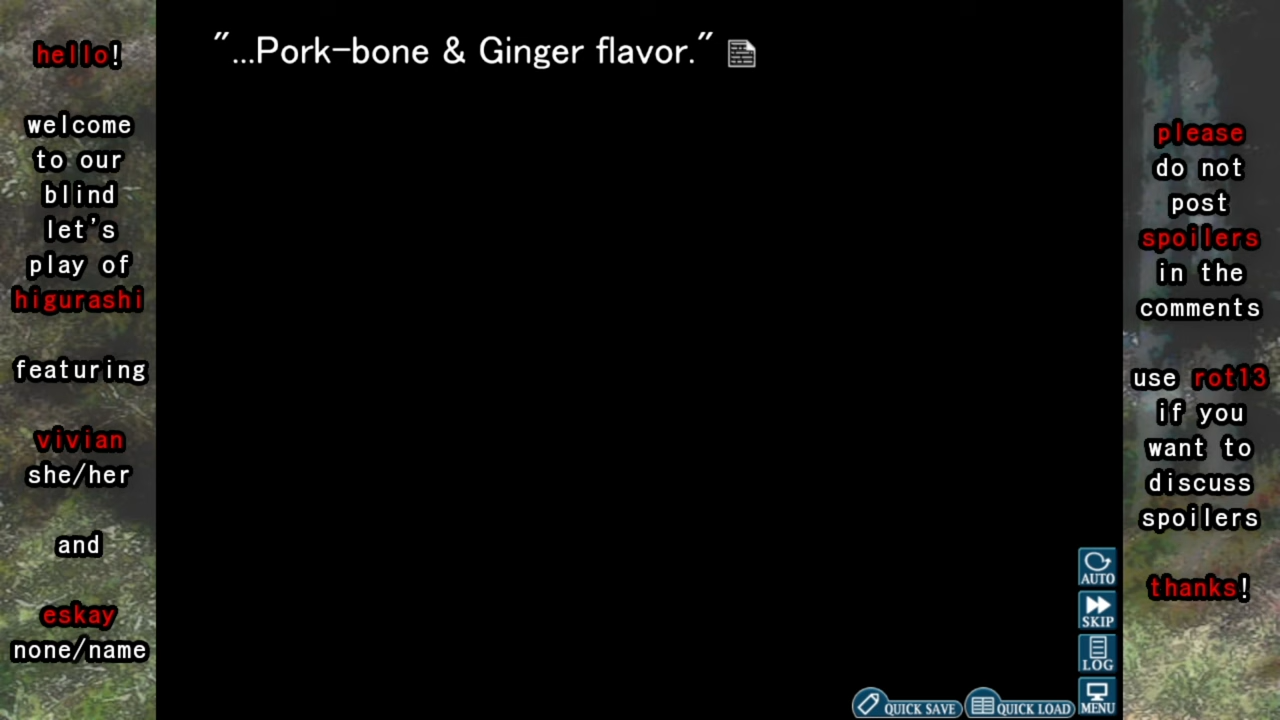 hello!
welcome
to our
blind
let's
play of
higurashi
featuring
vivian
she/her
and
eskay
none/name
"...Pork-bone & Ginger flavor."
please
do not
post
spoilers
in the
comments
use rot13
if you
want to
discuss
spoilers
thanks!
AUTO
SKIP
LOG
MENU
QUICK SAVE
QUICK LOAD